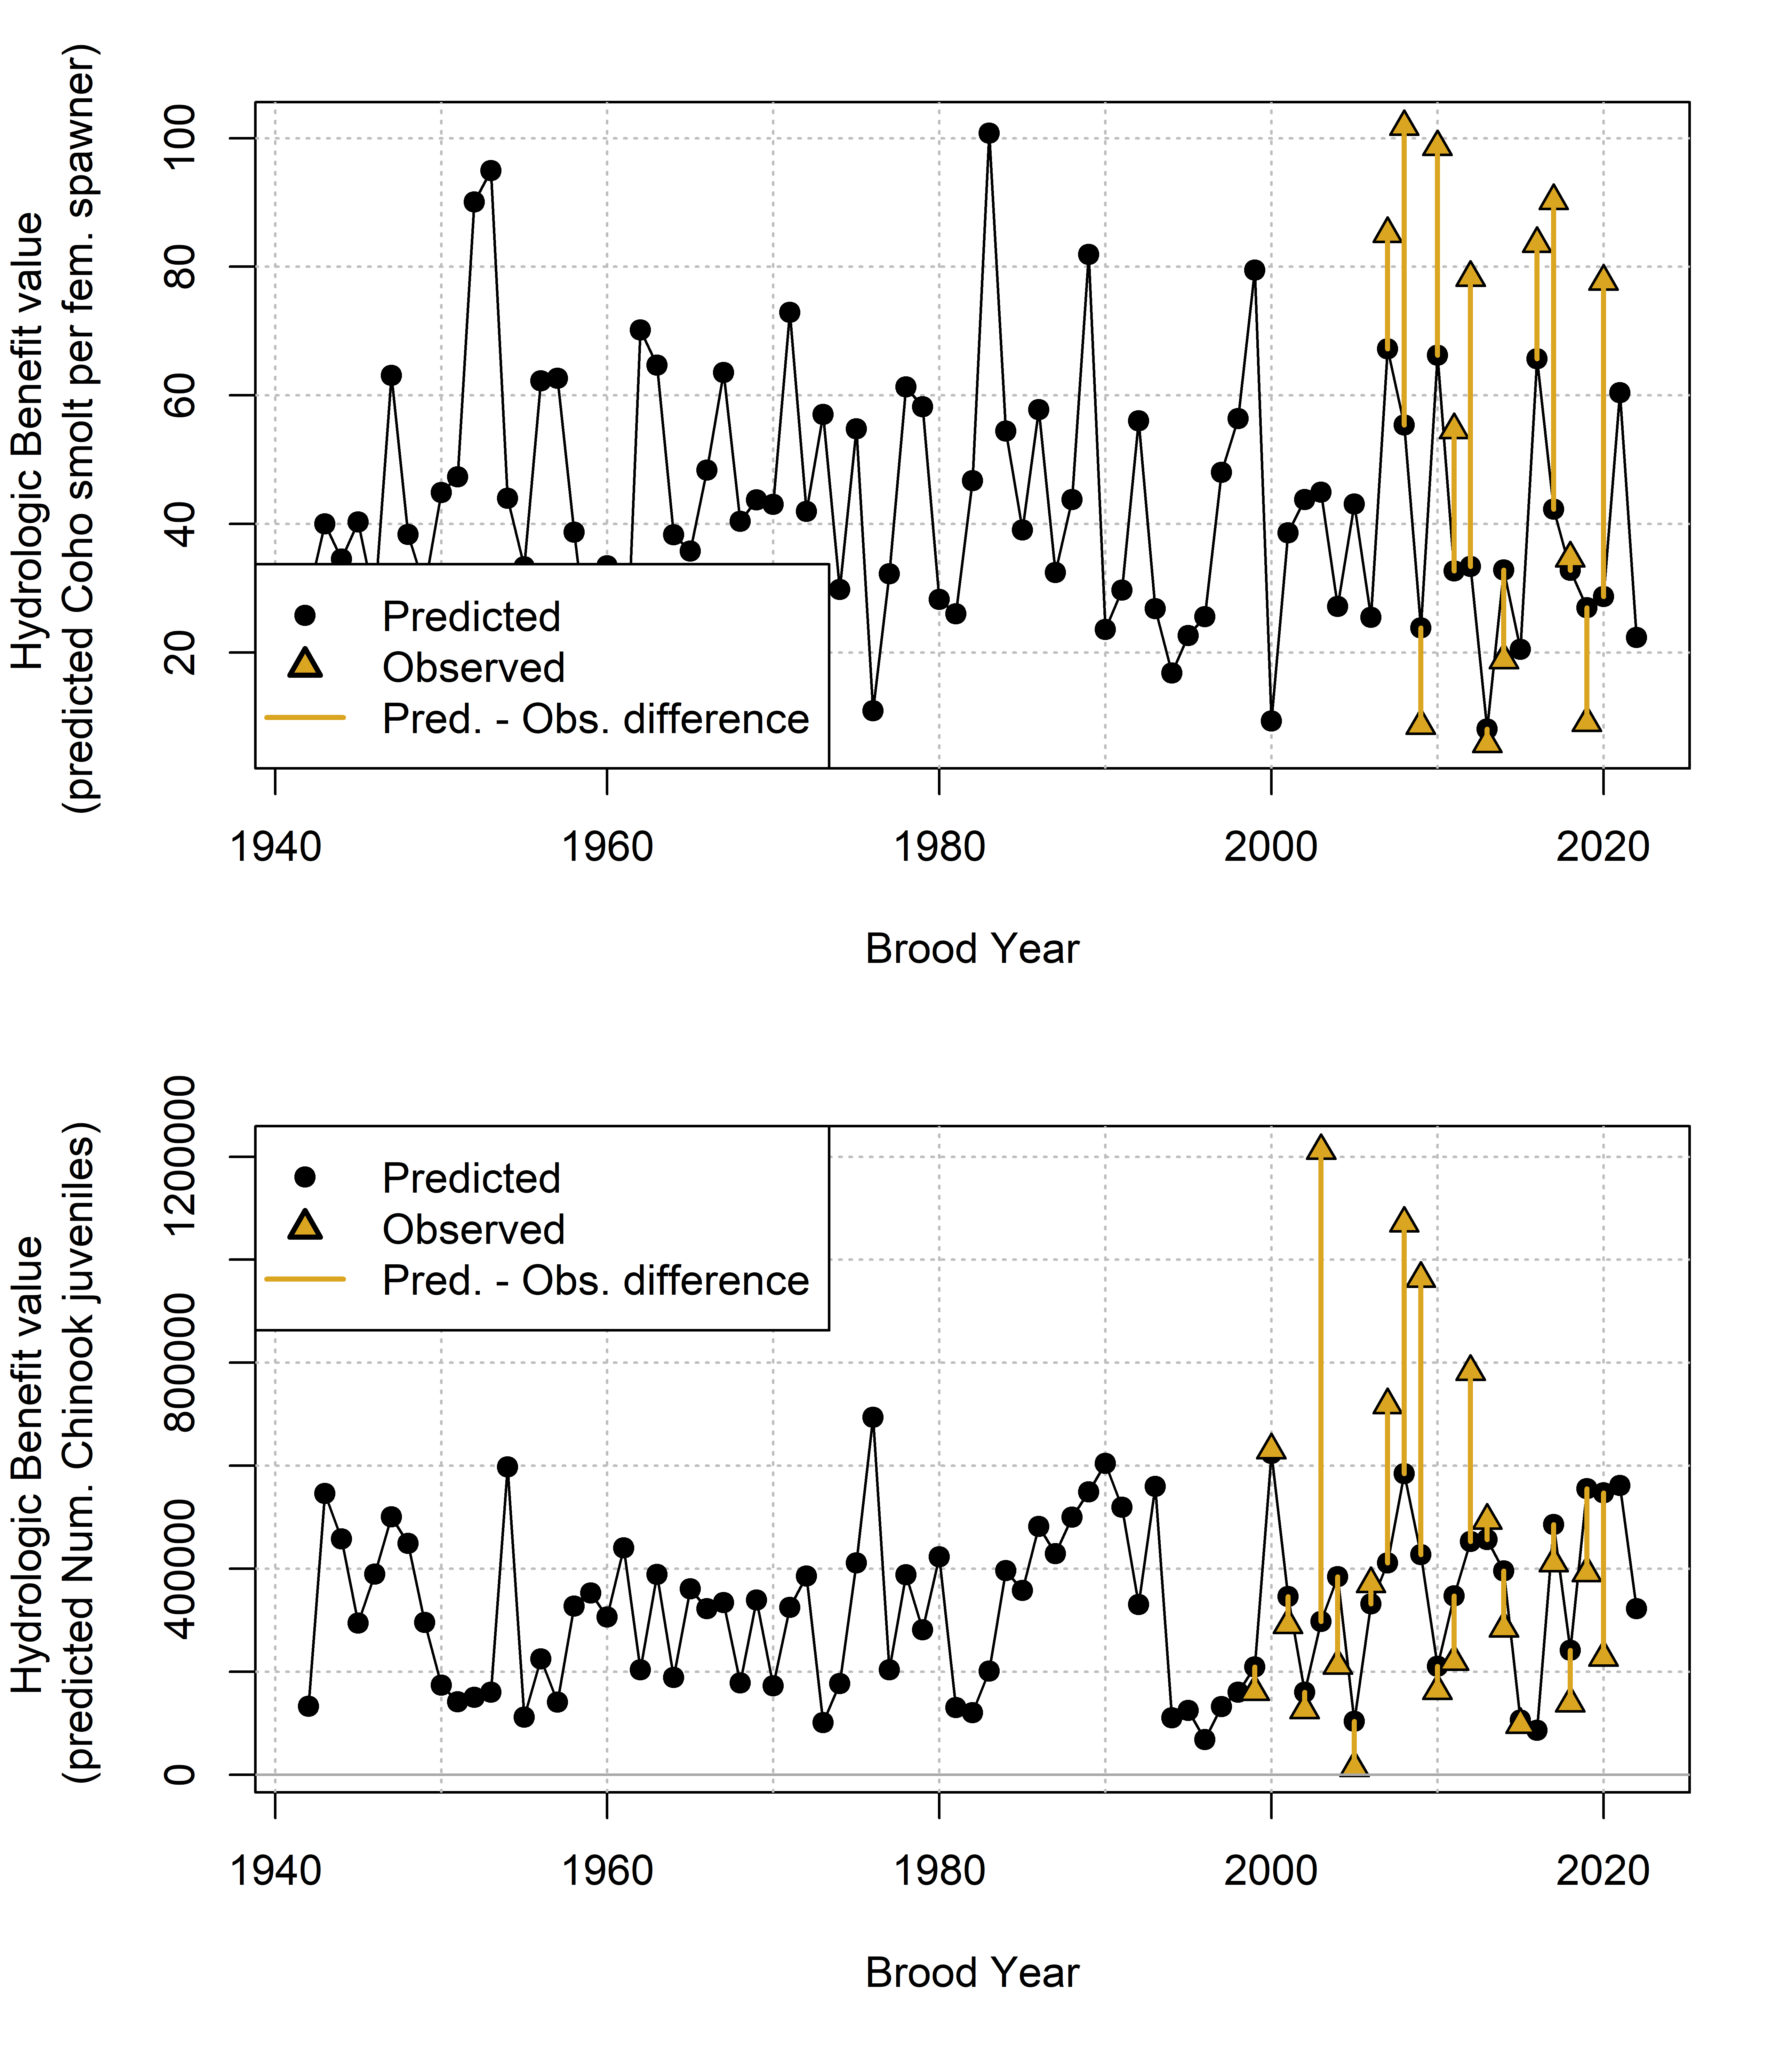 Hydrologic Benefit value
(predicted Coho smolt per fem. spawner)
100
80
60
40
20
Predicted
Observed
Pred. - Obs. difference
1940 1960 1980 2000 2020
Brood Year
Hydrologic Benefit value
(predicted Num. Chinook juveniles)
1200000
800000
400000
0
Predicted
Observed
Pred. - Obs. difference
1940 1960 1980 2000 2020
Brood Year